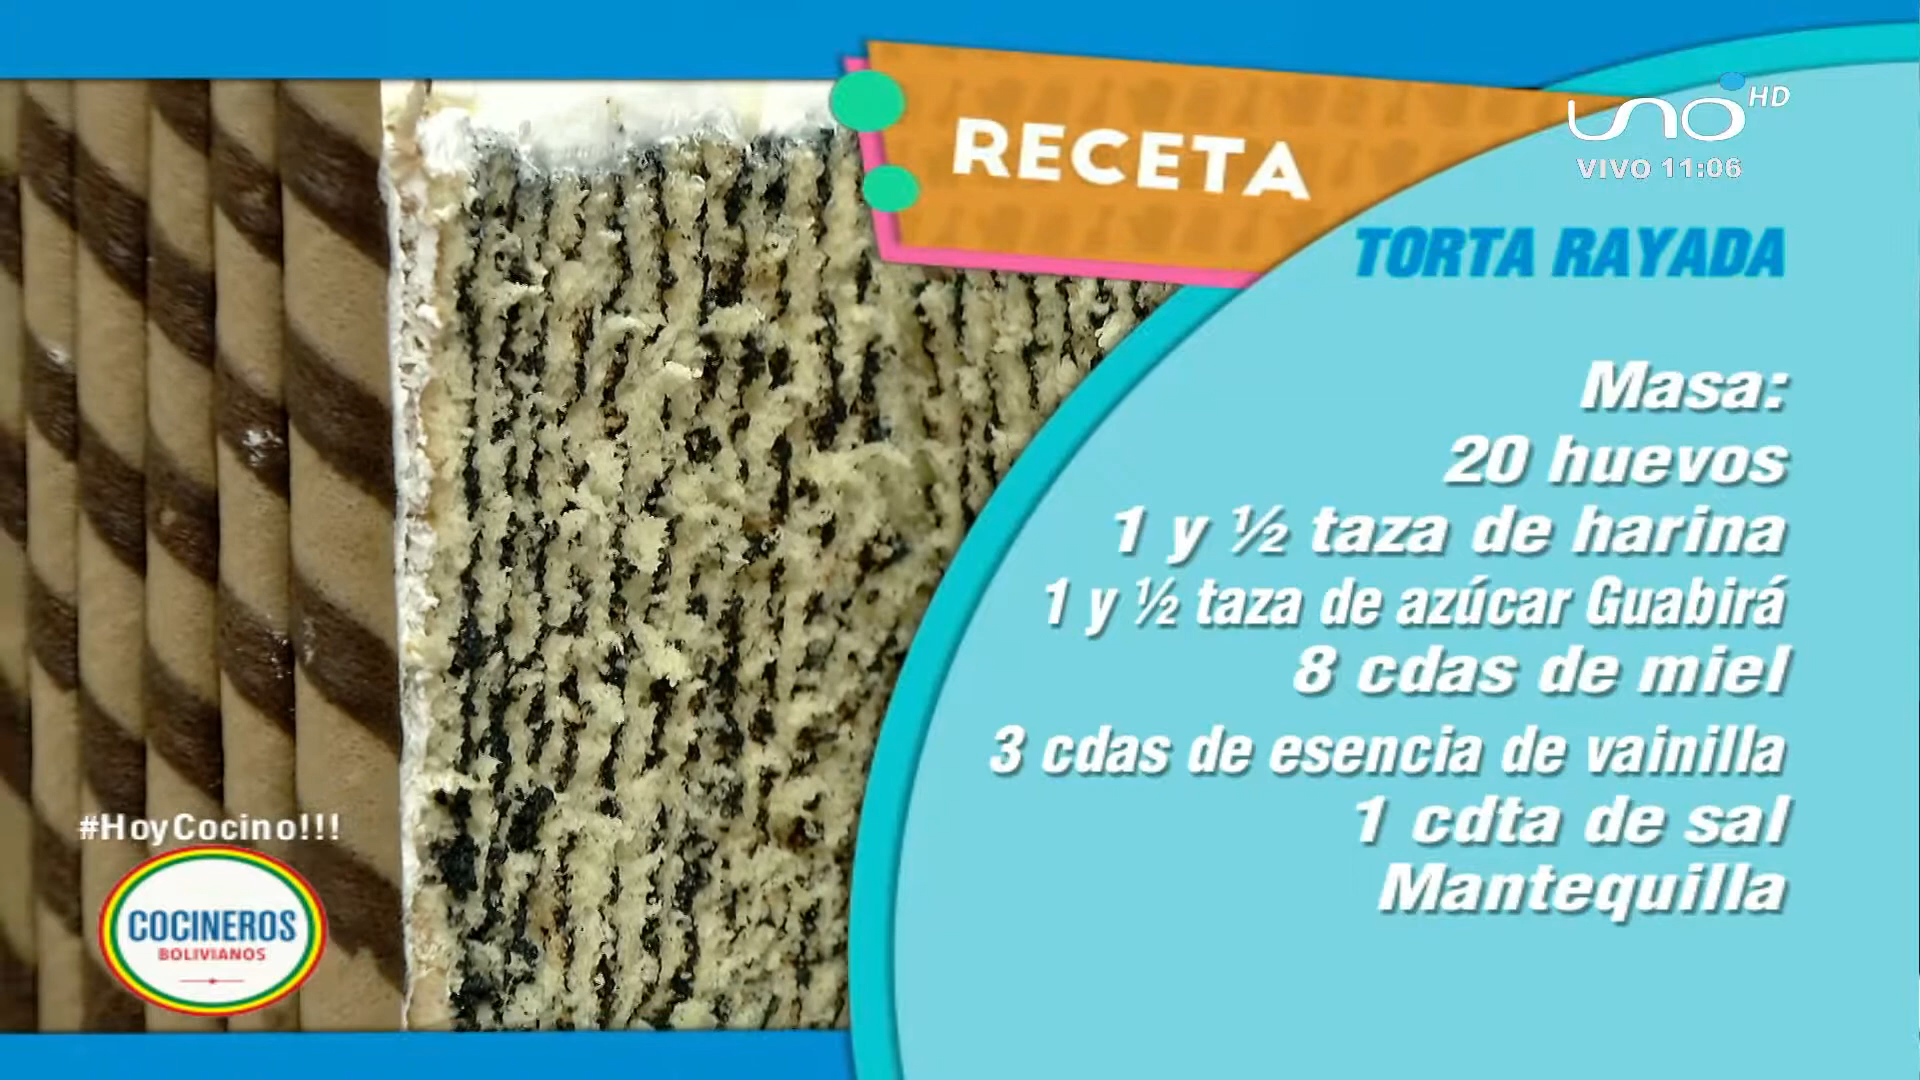 RECETA
UNO HD
VIVO 11:06
TORTA RAYADA
Masa:
20 huevos
1 y ½ taza de harina
1 y ½ taza de azúcar Guabirá
8 cdas de miel
3 cdas de esencia de vainilla
1 cdta de sal
Mantequilla
#HoyCocino!!!
COCINEROS
BOLIVIANOS